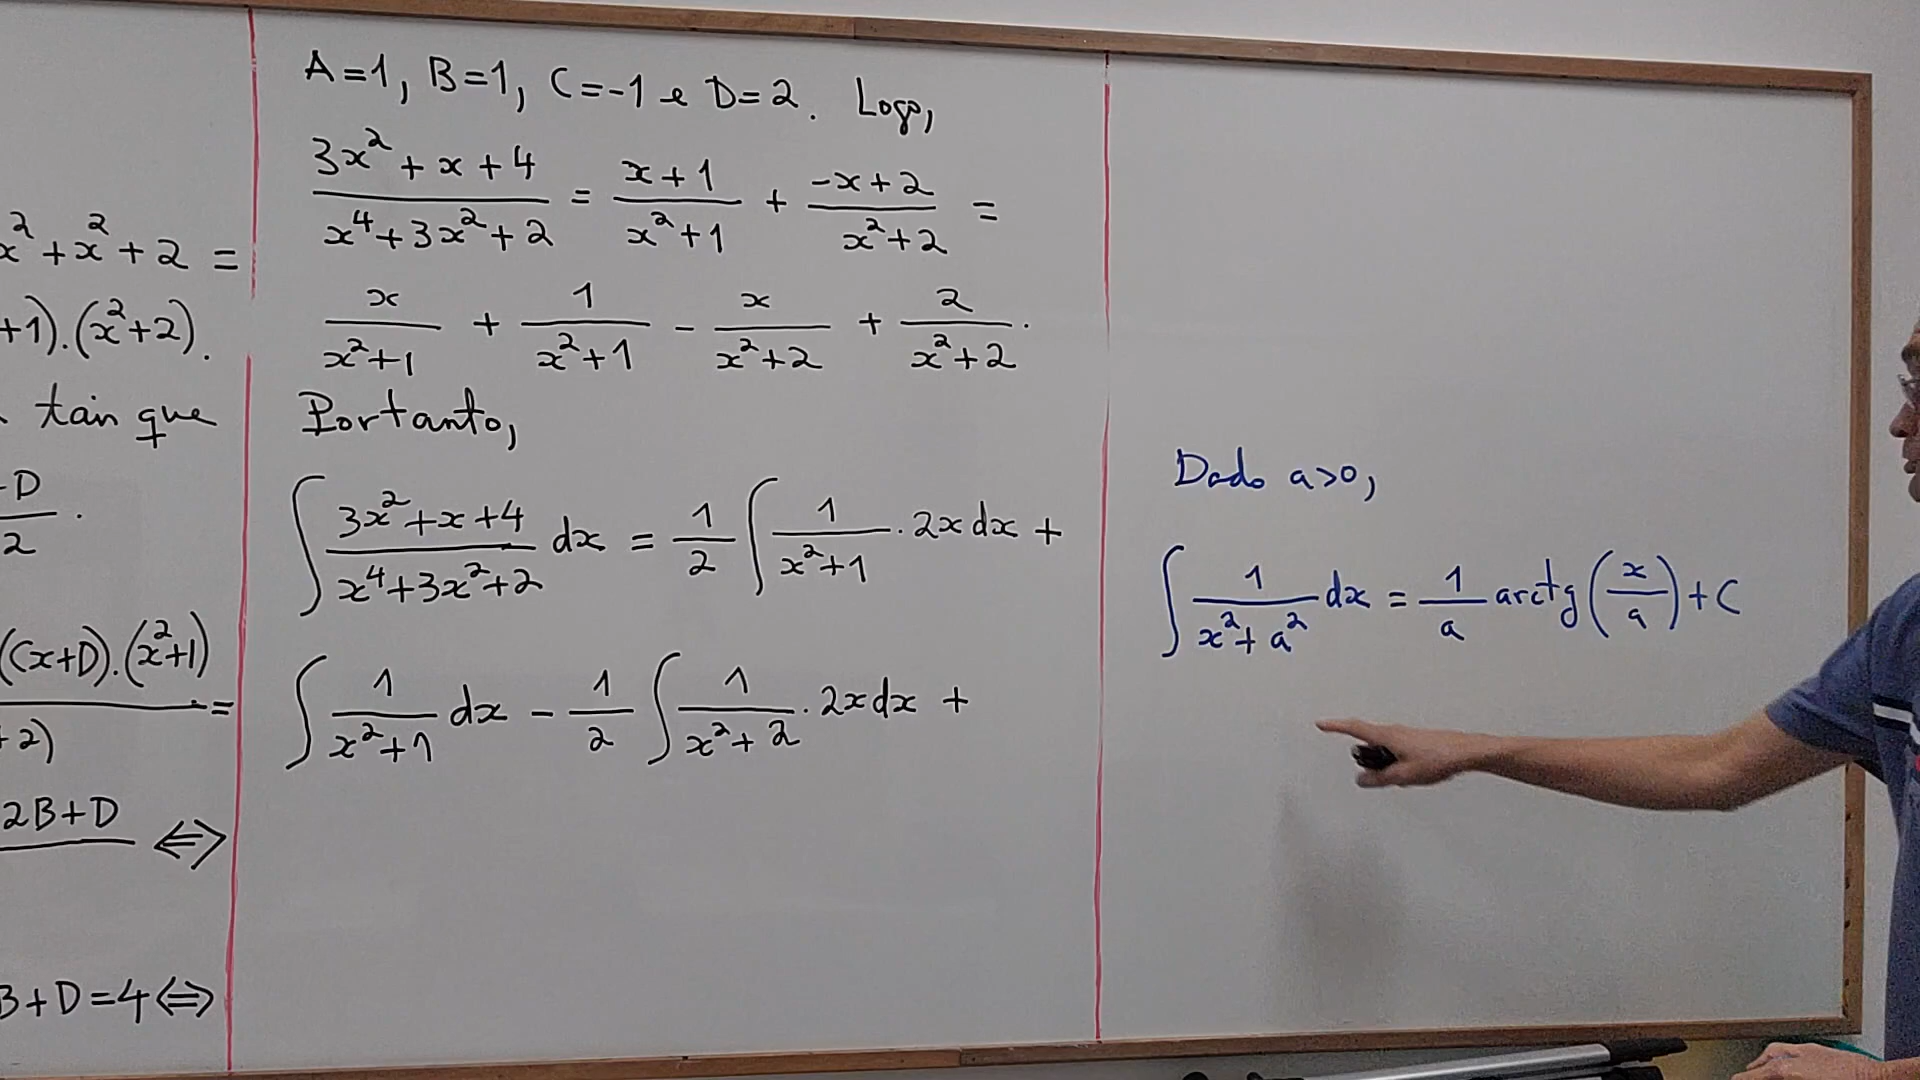 x²+x²+2 =
+1).(x²+2).
tais que
-D
2 .
(Cx+D).(x²+1)
+2) =
2B+D ⇔
B+D=4⇔
A=1, B=1, C=-1 e D=2. Logo,
3x²+x+4 / x⁴+3x²+2 = x+1 / x²+1 + -x+2 / x²+2 =
x / x²+1 + 1 / x²+1 - x / x²+2 + 2 / x²+2 .
Portanto,
∫ 3x²+x+4 / x⁴+3x²+2 dx = 1/2 ∫ 1 / x²+1 . 2x dx +
∫ 1 / x²+1 dx - 1/2 ∫ 1 / x²+2 . 2x dx +
Dado a>0,
∫ 1 / x²+a² dx = 1/a arctg(x/a)+C